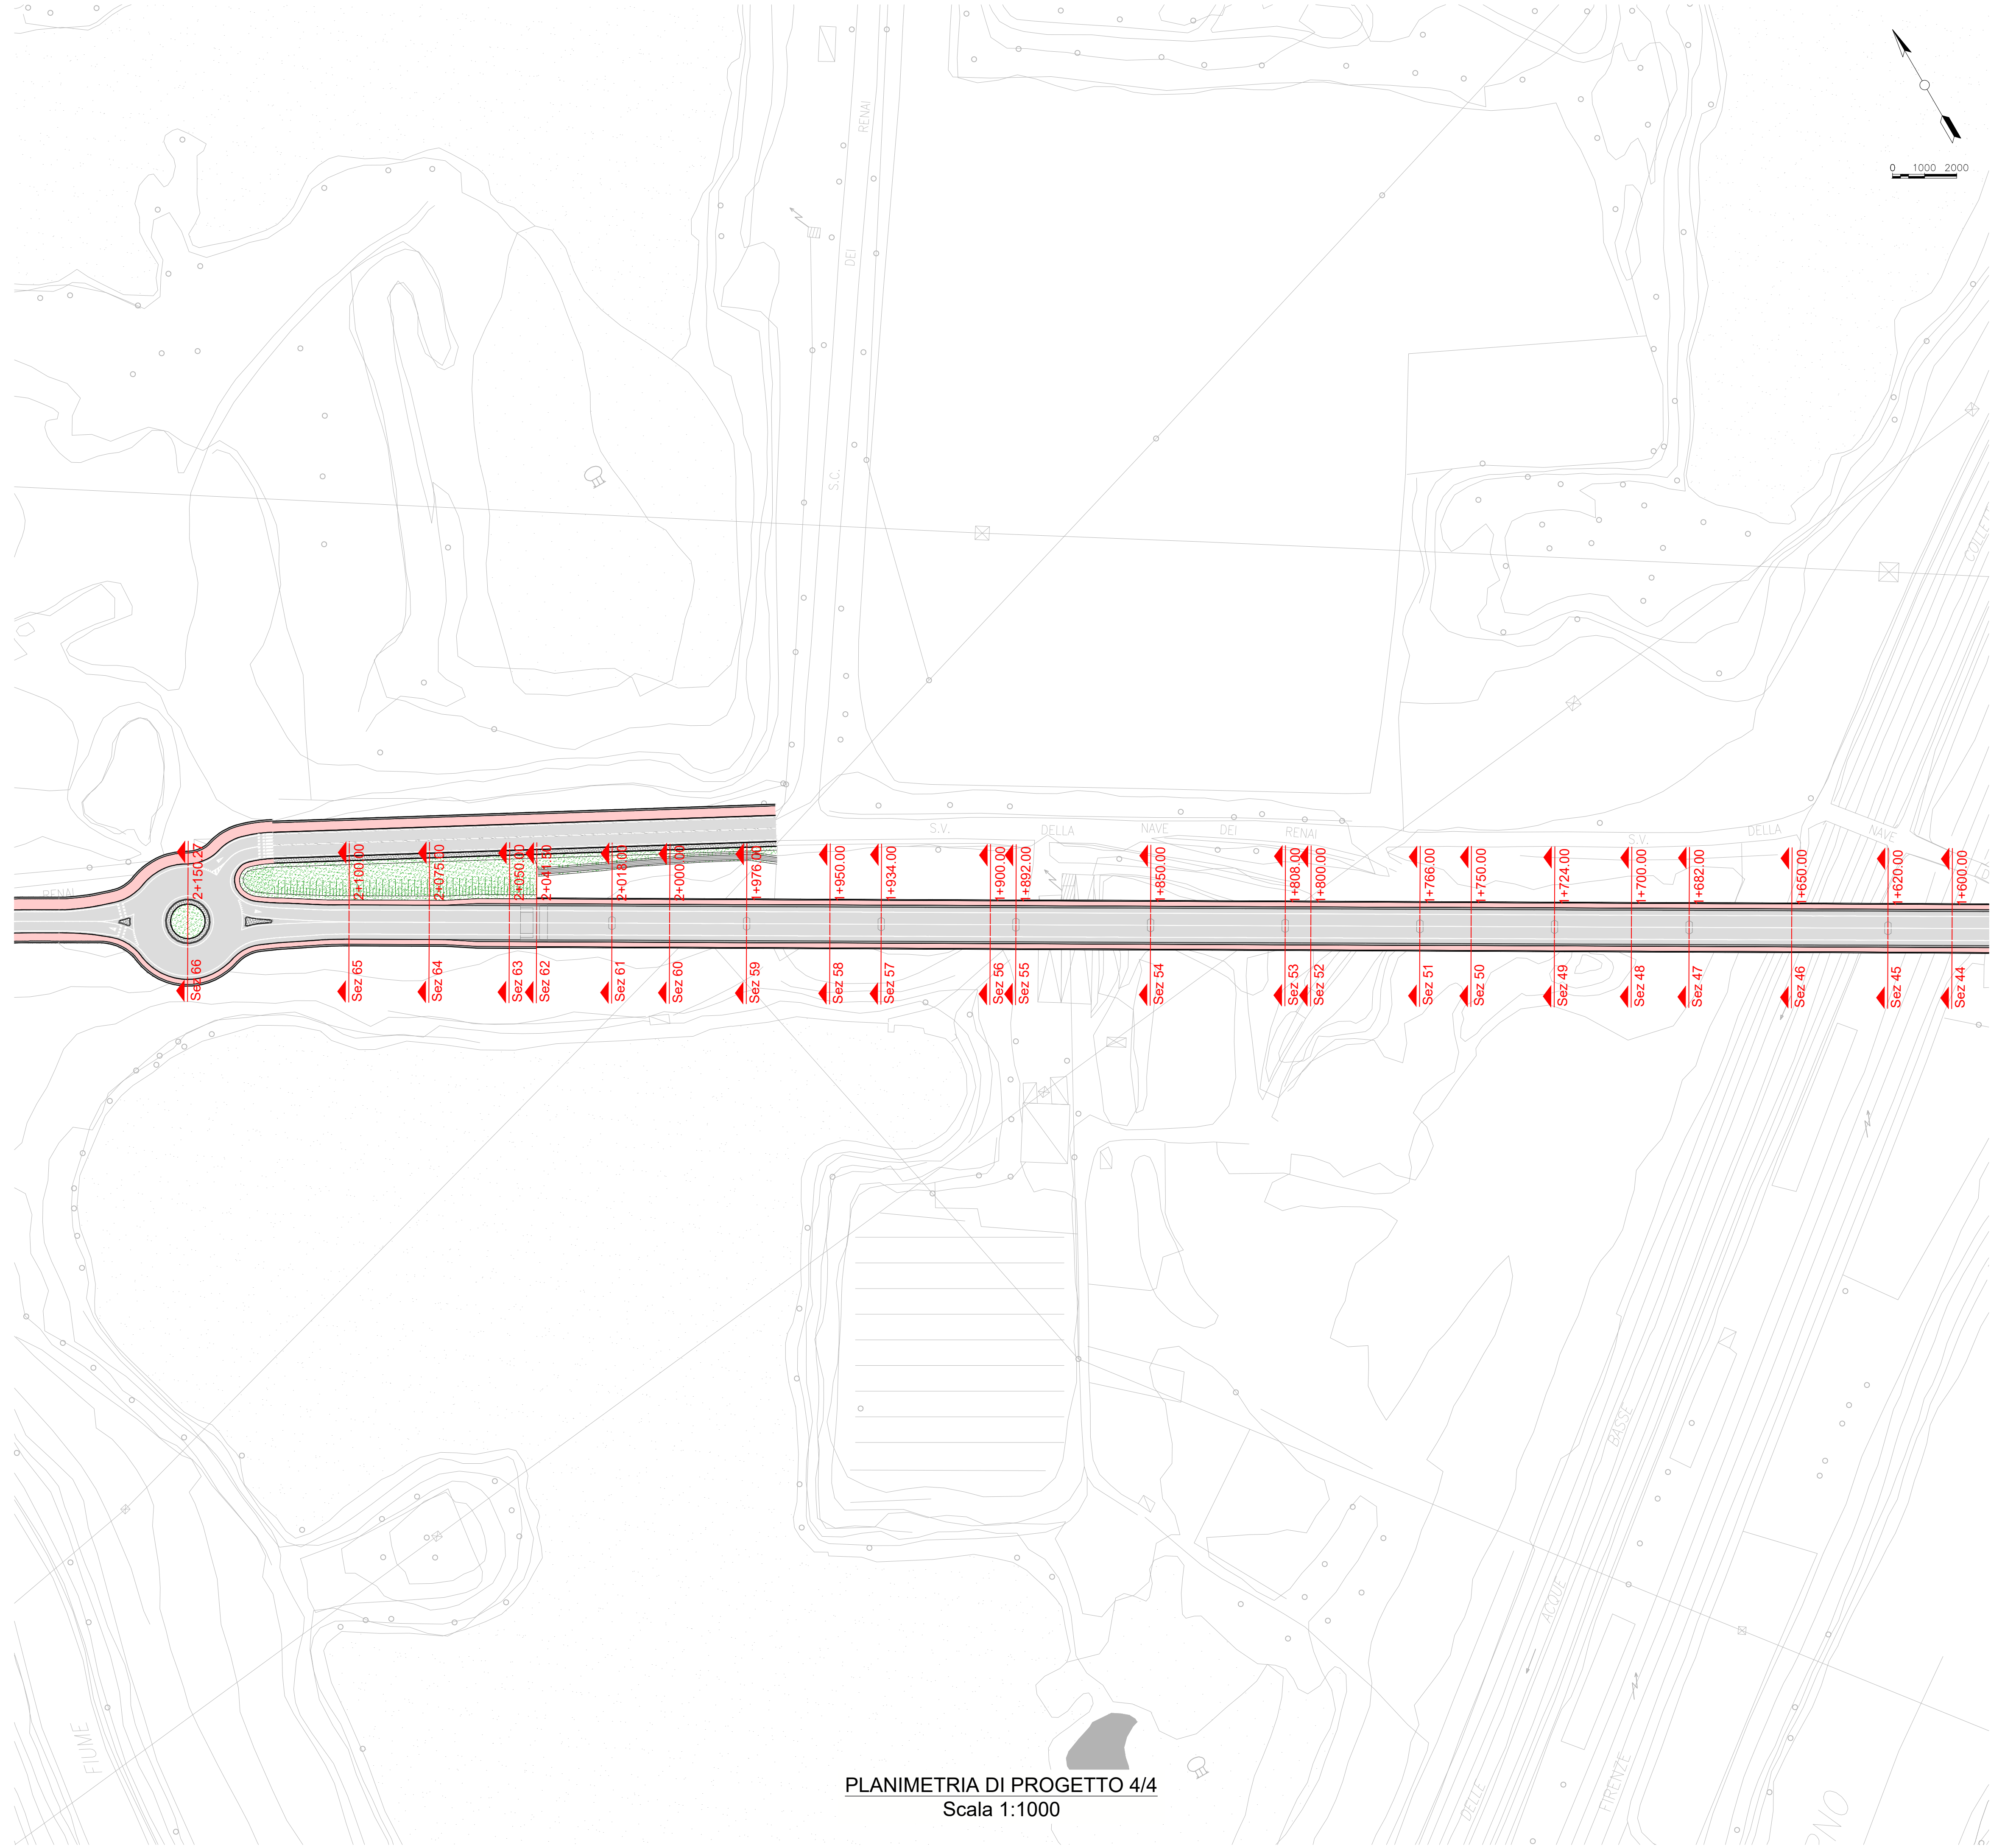 0 1000 2000
RENAI
DEI
S.C.
COLLET
S.V. DELLA NAVE DEI RENAI
S.V. DELLA NAVE
RENAI
2+150.27
2+100.00
2+075.50
2+050.00
2+041.50
2+018.00
2+000.00
1+976.00
1+950.00
1+934.00
1+900.00
1+892.00
1+850.00
1+808.00
1+800.00
1+766.00
1+750.00
1+724.00
1+700.00
1+682.00
1+650.00
1+620.00
1+600.00
Sez 66
Sez 65
Sez 64
Sez 63
Sez 62
Sez 61
Sez 60
Sez 59
Sez 58
Sez 57
Sez 56
Sez 55
Sez 54
Sez 53
Sez 52
Sez 51
Sez 50
Sez 49
Sez 48
Sez 47
Sez 46
Sez 45
Sez 44
BASSE
ACQUE
DELLE
FIRENZE
FIUME
PLANIMETRIA DI PROGETTO 4/4
Scala 1:1000